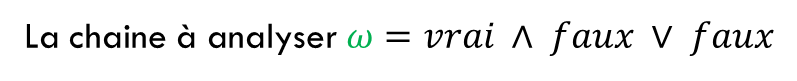 La chaine à analyser ω = vrai ∧ faux ∨ faux